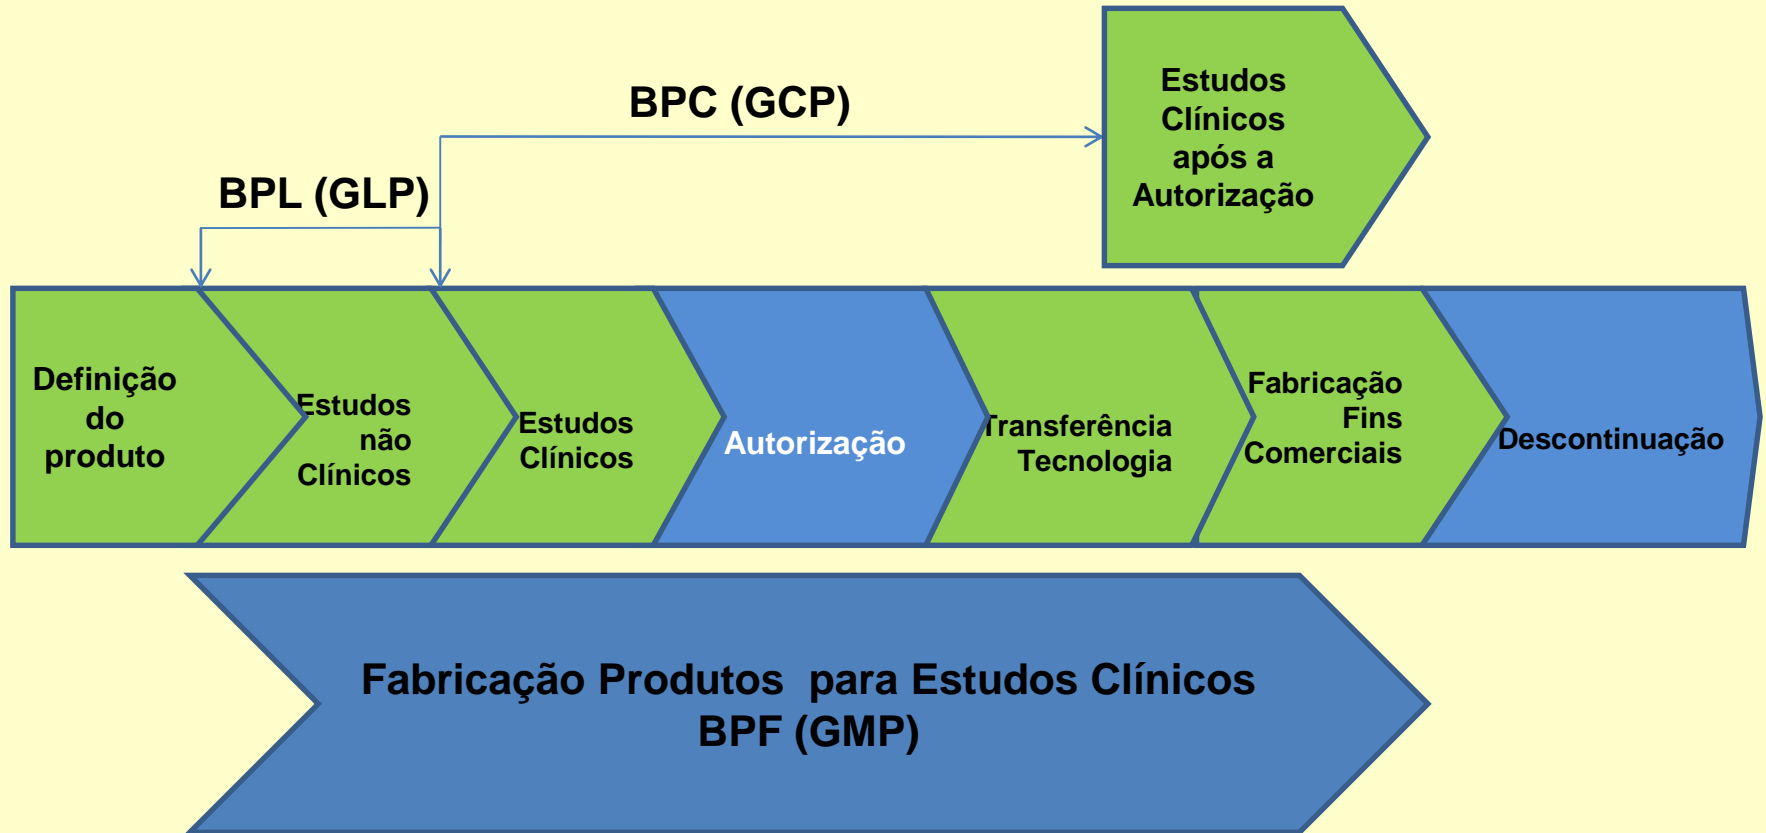 BPC (GCP)
Estudos
Clínicos
após a
Autorização
BPL (GLP)
Definição
do
produto
Estudos
não
Clínicos
Estudos
Clínicos
Autorização
Transferência
Tecnologia
Fabricação
Fins
Comerciais
Descontinuação
Fabricação Produtos para Estudos Clínicos
BPF (GMP)